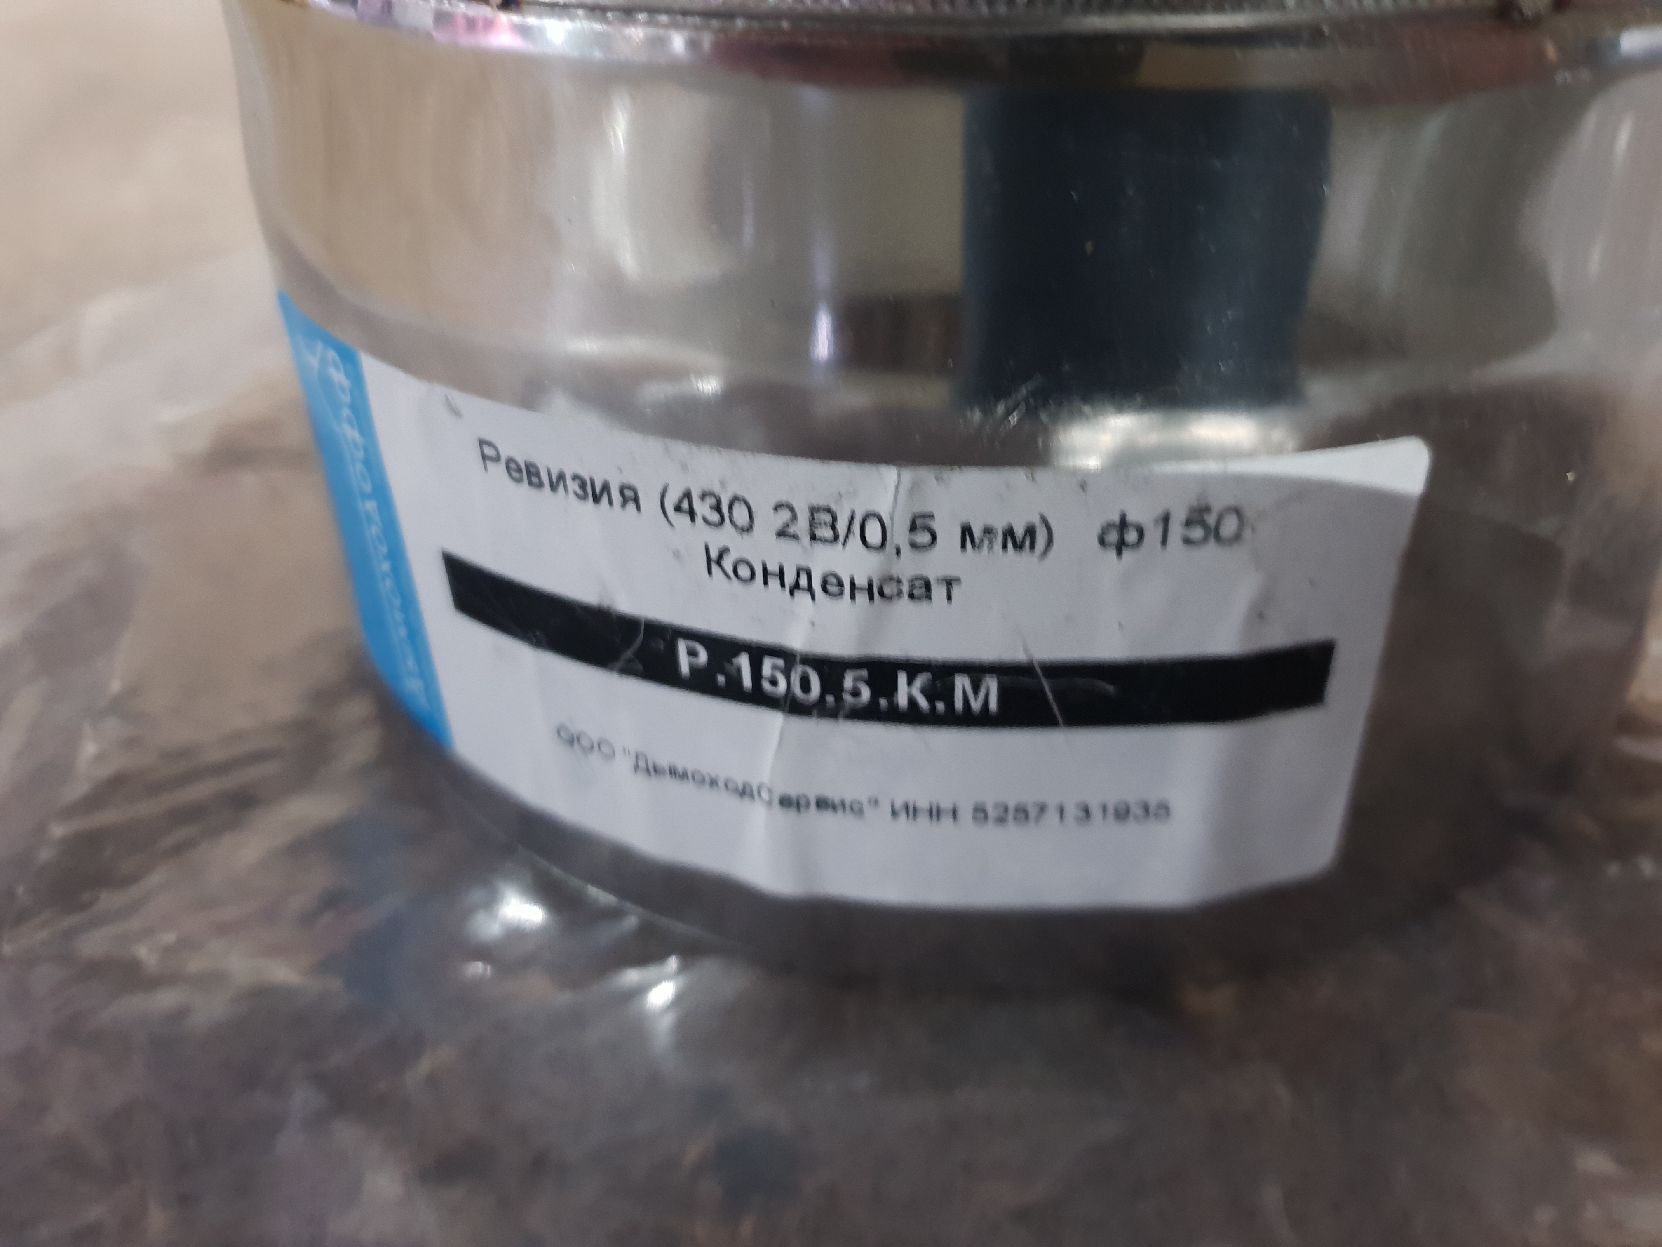 Ревизия (430 2В/0,5 мм) ф150
Конденсат
Р.150.5.К.М
ООО "ДымоходСервис" ИНН 5257131935